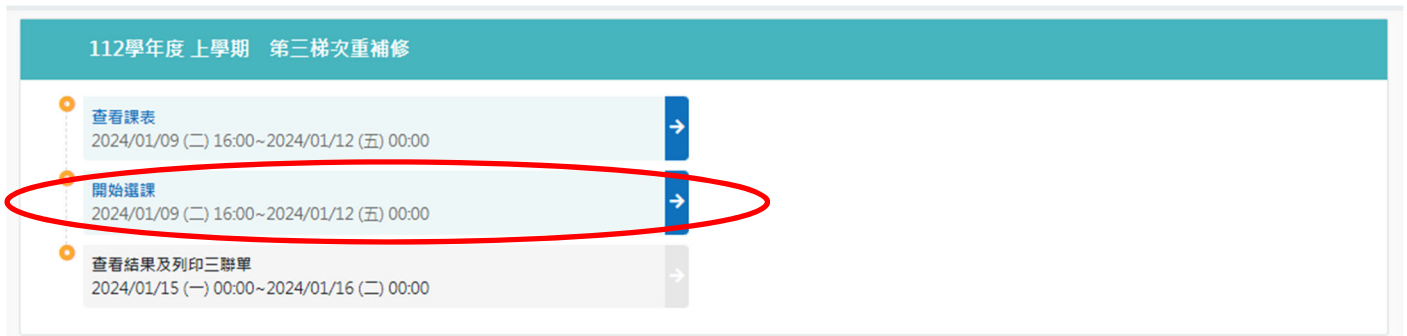 112學年度 上學期　第三梯次重補修
查看課表
2024/01/09 (二) 16:00~2024/01/12 (五) 00:00
開始選課
2024/01/09 (二) 16:00~2024/01/12 (五) 00:00
查看結果及列印三聯單
2024/01/15 (一) 00:00~2024/01/16 (二) 00:00